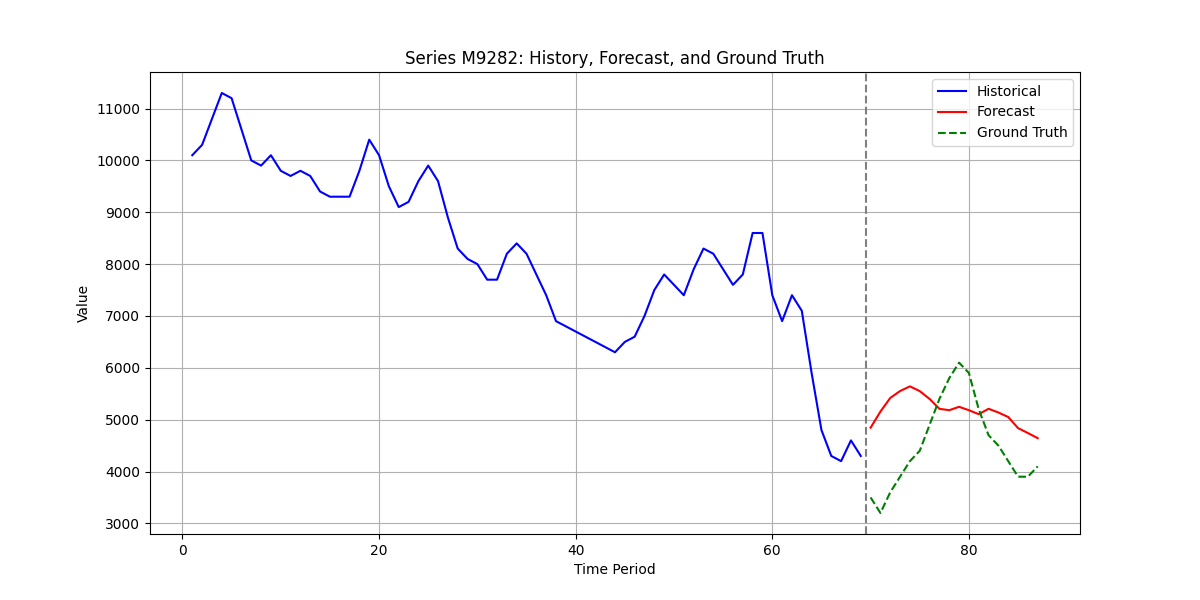 Series M9282: History, Forecast, and Ground Truth
Value
11000
10000
9000
8000
7000
6000
5000
4000
3000
Historical
Forecast
Ground Truth
0
20
40
60
80
Time Period